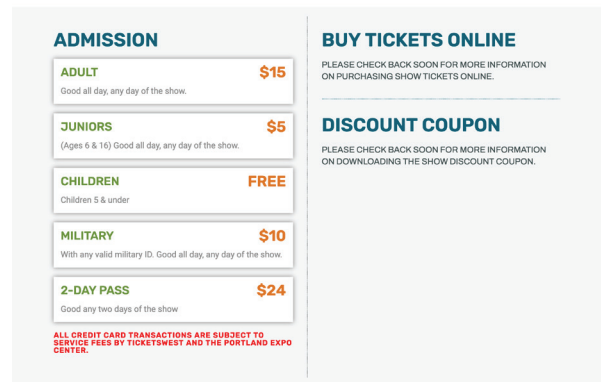 ADMISSION
ADULT
$15
Good all day, any day of the show.
JUNIORS
$5
(Ages 6 & 16) Good all day, any day of the show.
CHILDREN
FREE
Children 5 & under
MILITARY
$10
With any valid military ID. Good all day, any day of the show.
2-DAY PASS
$24
Good any two days of the show
ALL CREDIT CARD TRANSACTIONS ARE SUBJECT TO
SERVICE FEES BY TICKETSWEST AND THE PORTLAND EXPO
CENTER.
BUY TICKETS ONLINE
PLEASE CHECK BACK SOON FOR MORE INFORMATION
ON PURCHASING SHOW TICKETS ONLINE.
DISCOUNT COUPON
PLEASE CHECK BACK SOON FOR MORE INFORMATION
ON DOWNLOADING THE SHOW DISCOUNT COUPON.